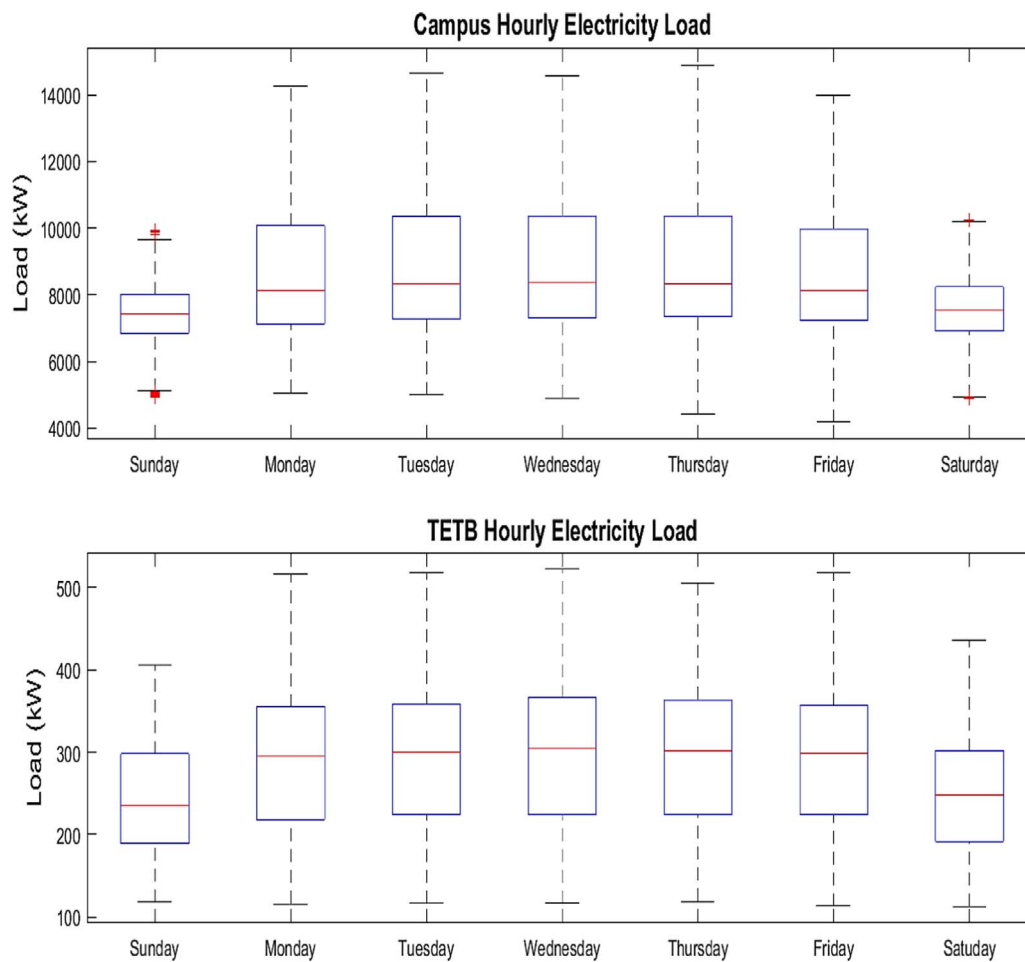 Campus Hourly Electricity Load
Load (kW)
14000
12000
10000
8000
6000
4000
Sunday Monday Tuesday Wednesday Thursday Friday Saturday
TETB Hourly Electricity Load
Load (kW)
500
400
300
200
100
Sunday Monday Tuesday Wednesday Thursday Friday Satuday